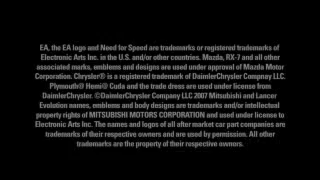 EA, the EA logo and Need for Speed are trademarks or registered trademarks of
Electronic Arts Inc. in the U.S. and/or other countries. Mazda, RX-7 and all other
associated marks, emblems and designs are used under approval of Mazda Motor
Corporation. Chrysler® is a registered trademark of DaimlerChrysler Company LLC.
Plymouth® Hemi® Cuda and the trade dress are used under license from
DaimlerChrysler. ©DaimlerChrysler Company LLC 2007 Mitsubishi and Lancer
Evolution names, emblems and body designs are trademarks and/or intellectual
property rights of MITSUBISHI MOTORS CORPORATION and used under license to
Electronic Arts Inc. The names and logos of all after market car part companies are
trademarks of their respective owners and are used by permission. All other
trademarks are the property of their respective owners.